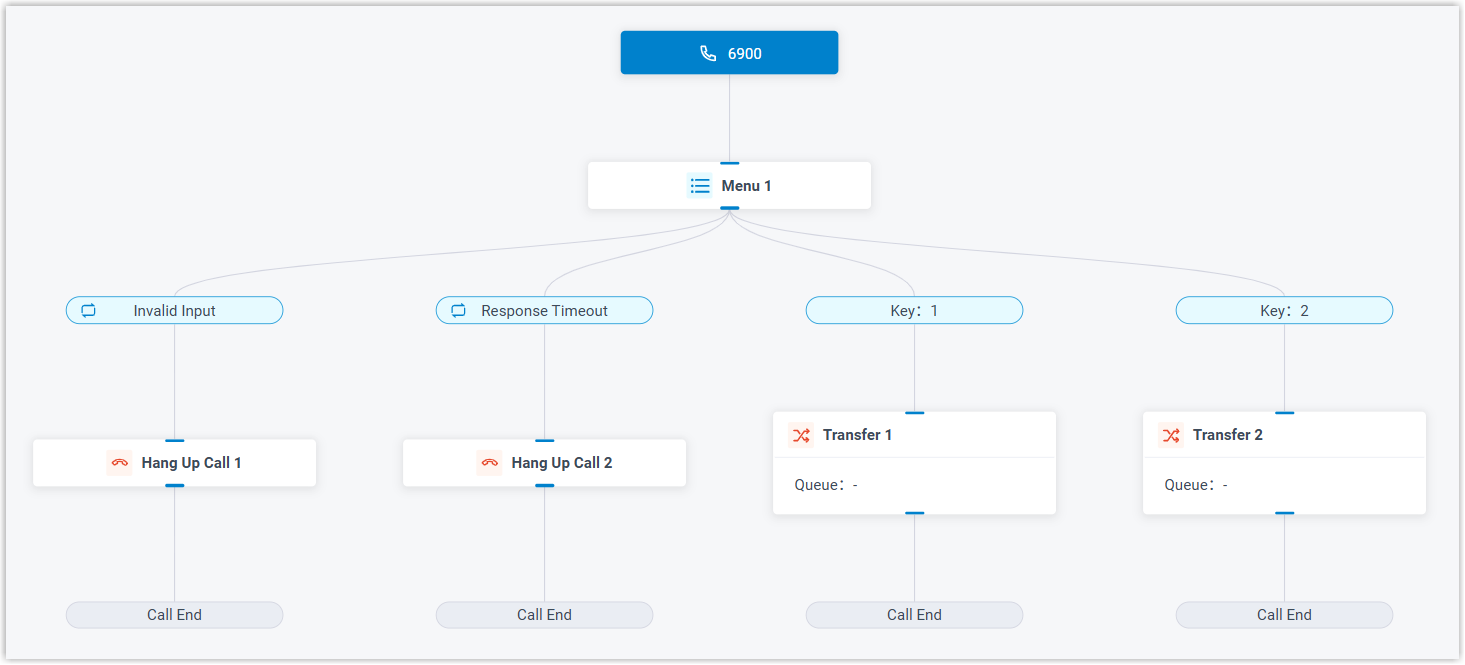 6900
Menu 1
Invalid Input
Response Timeout
Key：1
Key：2
Hang Up Call 1
Hang Up Call 2
Transfer 1
Queue：-
Transfer 2
Queue：-
Call End
Call End
Call End
Call End